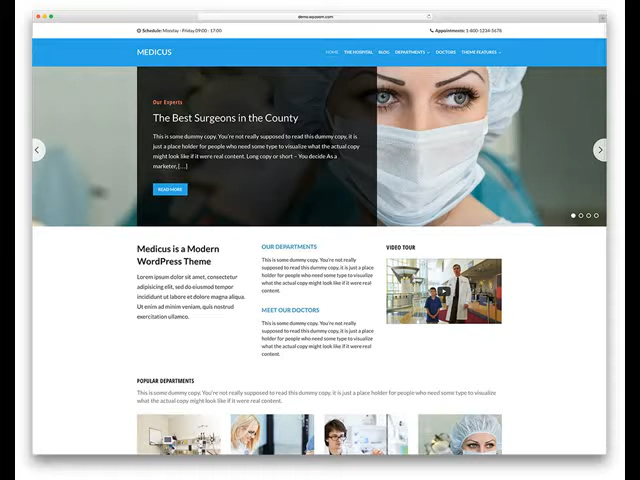 demo.wpzoom.com
Schedule: Monday - Friday 09:00 - 17:00
Appointments: 1-800-1234-5678
MEDICUS
HOME THE HOSPITAL BLOG DEPARTMENTS DOCTORS THEME FEATURES
Our Experts
The Best Surgeons in the County
This is some dummy copy. You're not really supposed to read this dummy copy, it is
just a place holder for people who need some type to visualize what the actual copy
might look like if it were real content. Long copy or short – You decide As a
marketer, [...]
READ MORE
Medicus is a Modern
WordPress Theme
Lorem ipsum dolor sit amet, consectetur
adipisicing elit, sed do eiusmod tempor
incididunt ut labore et dolore magna aliqua.
Ut enim ad minim veniam, quis nostrud
exercitation ullamco.
OUR DEPARTMENTS
This is some dummy copy. You're not really
supposed to read this dummy copy, it is just a place
holder for people who need some type to visualize
what the actual copy might look like if it were real
content.
MEET OUR DOCTORS
This is some dummy copy. You're not really
supposed to read this dummy copy, it is just a place
holder for people who need some type to visualize
what the actual copy might look like if it were real
content.
VIDEO TOUR
POPULAR DEPARTMENTS
This is some dummy copy. You're not really supposed to read this dummy copy, it is just a place holder for people who need some type to visualize
what the actual copy might look like if it were real content.